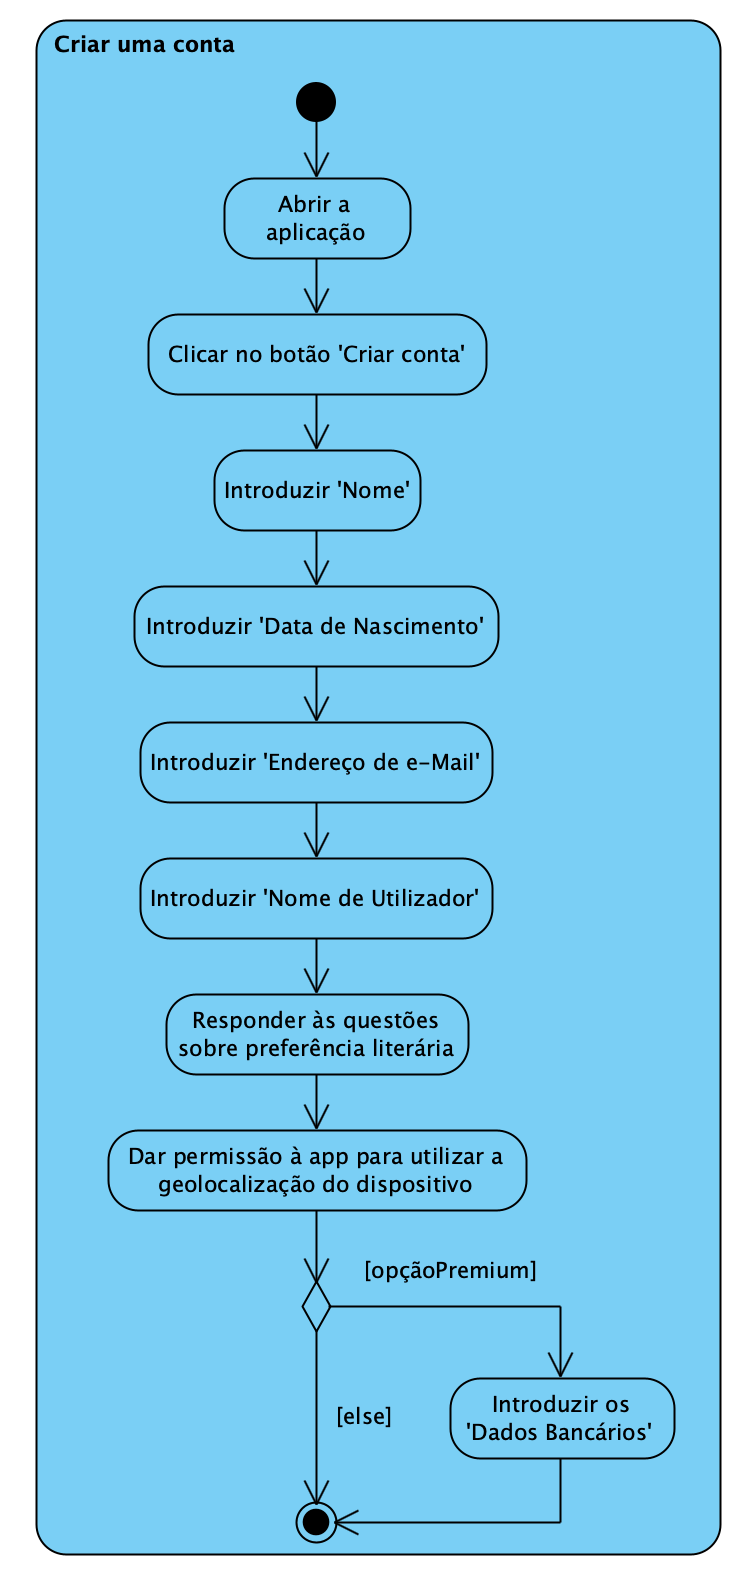 Criar uma conta
Abrir a
aplicação
Clicar no botão 'Criar conta'
Introduzir 'Nome'
Introduzir 'Data de Nascimento'
Introduzir 'Endereço de e-Mail'
Introduzir 'Nome de Utilizador'
Responder às questões
sobre preferência literária
Dar permissão à app para utilizar a
geolocalização do dispositivo
[opçãoPremium]
Introduzir os
'Dados Bancários'
[else]